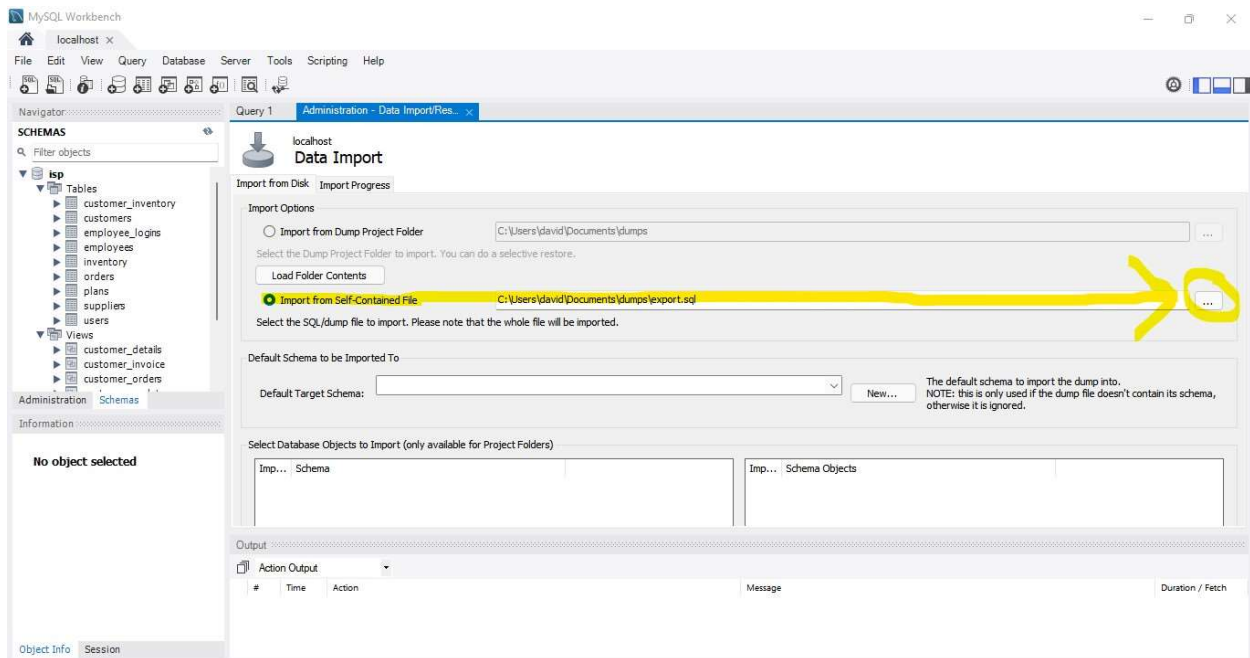 MySQL Workbench
localhost
File Edit View Query Database Server Tools Scripting Help
Navigator
SCHEMAS
Filter objects
isp
Tables
customer_inventory
customers
employee_logins
employees
inventory
orders
plans
suppliers
users
Views
customer_details
customer_invoice
customer_orders
Administration Schemas
Information
No object selected
Object Info Session
Query 1 Administration - Data Import/Res...
localhost
Data Import
Import from Disk Import Progress
Import Options
Import from Dump Project Folder C:\Users\david\Documents\dumps ...
Select the Dump Project Folder to import. You can do a selective restore.
Load Folder Contents
Import from Self-Contained File C:\Users\david\Documents\dumps\export.sql ...
Select the SQL/dump file to import. Please note that the whole file will be imported.
Default Schema to be Imported To
Default Target Schema: New...
The default schema to import the dump into.
NOTE: this is only used if the dump file doesn't contain its schema,
otherwise it is ignored.
Select Database Objects to Import (only available for Project Folders)
Imp... Schema
Imp... Schema Objects
Output
Action Output
# Time Action Message Duration / Fetch